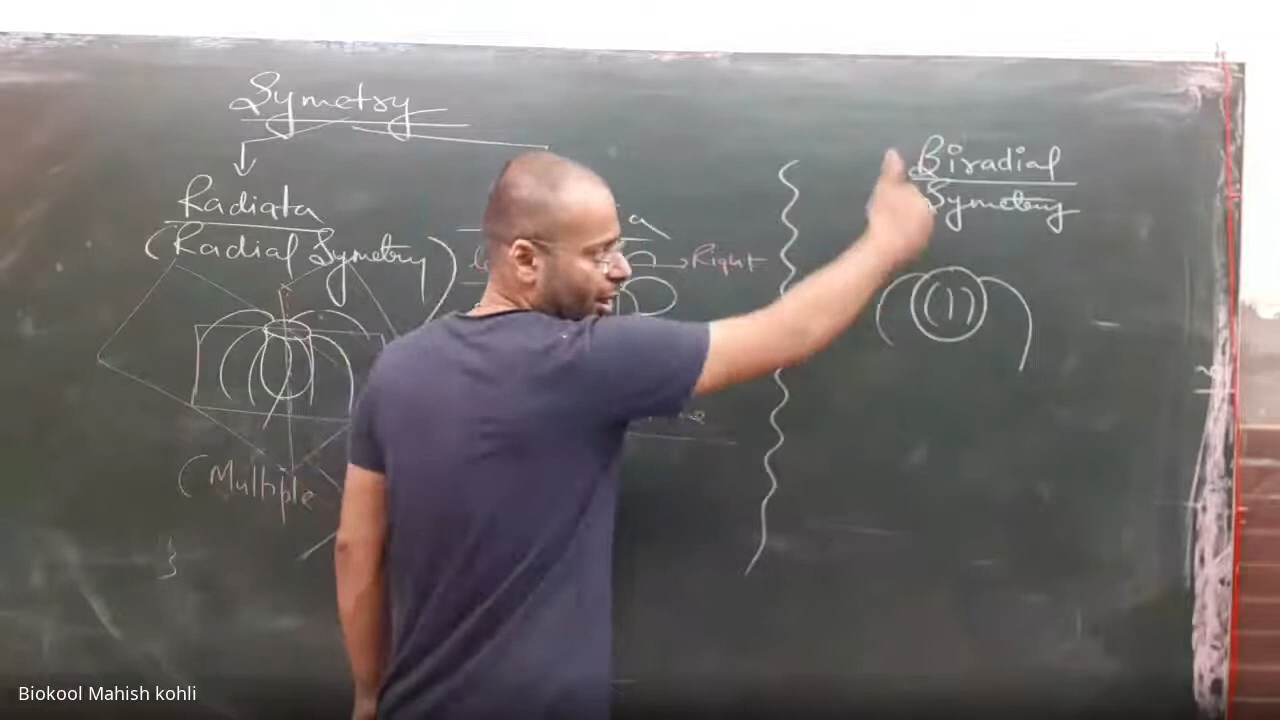 Symetry
Radiata
(Radial Symetry)
a
Right
(Multiple
}
Biradial
Symetry
Biokool Mahish kohli